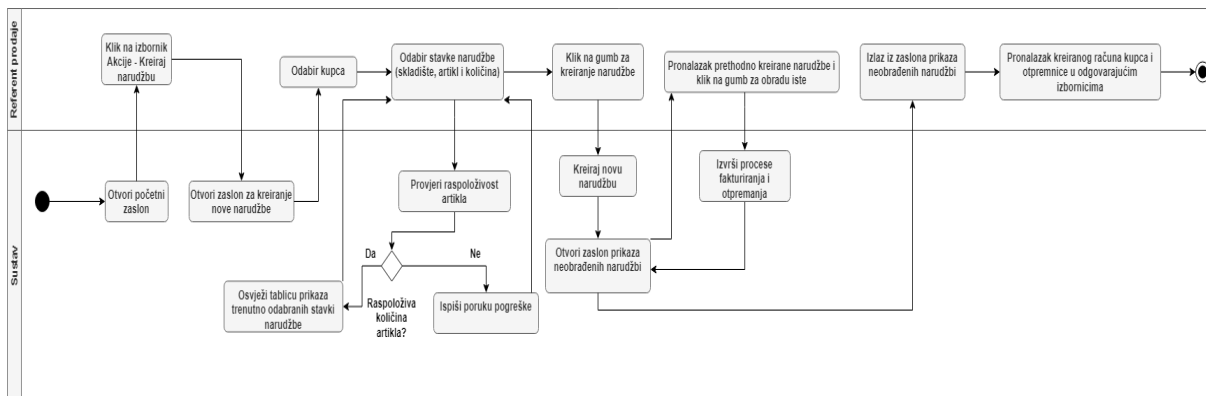 Referent prodaje
Klik na izbornik
Akcije - Kreiraj
narudžbu
Odabir kupca
Odabir stavke narudžbe
(skladište, artikl i količina)
Klik na gumb za
kreiranje narudžbe
Pronalazak prethodno kreirane narudžbe i
klik na gumb za obradu iste
Izlaz iz zaslona prikaza
neobrađenih narudžbi
Pronalazak kreiranog računa kupca i
otpremnice u odgovarajućim
izbornicima
Sustav
Otvori početni
zaslon
Otvori zaslon za kreiranje
nove narudžbe
Provjeri raspoloživost
artikla
Kreiraj novu
narudžbu
Izvrši procese
fakturiranja i
otpremanja
Da
Ne
Otvori zaslon prikaza
neobrađenih narudžbi
Osvježi tablicu prikaza
trenutno odabranih stavki
narudžbe
Raspoloživa
količina
artikla?
Ispiši poruku pogreške